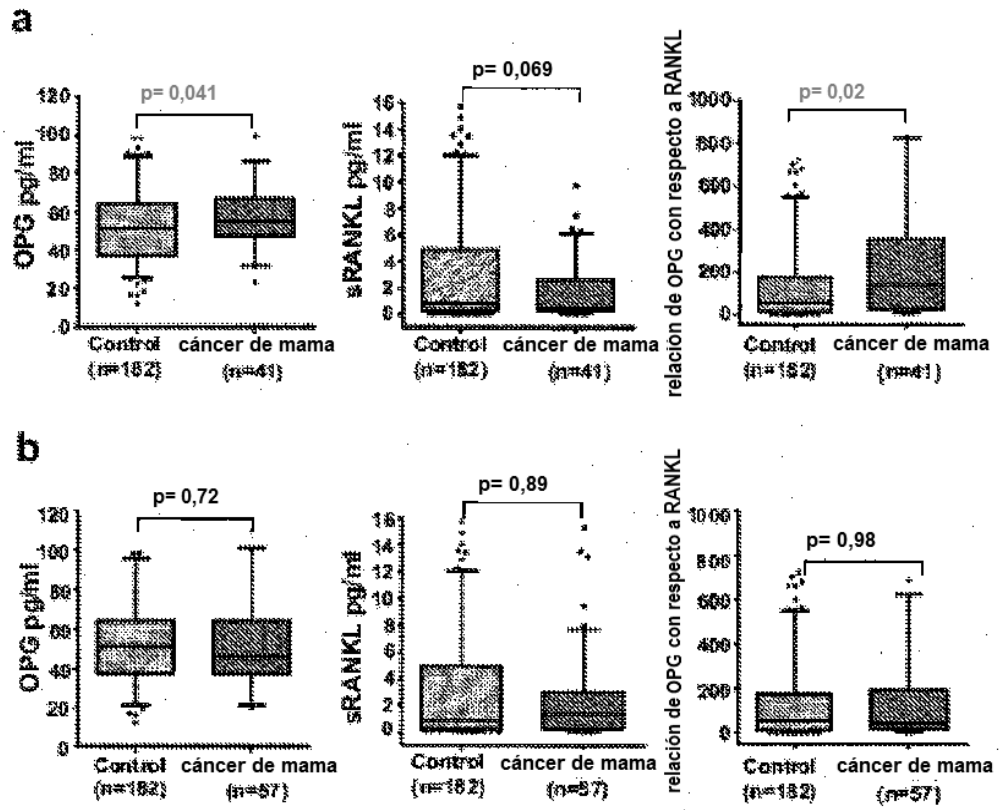 a
p= 0,041
OPG pg/ml
120
100
80
60
40
20
0
Control
(n=182)
cáncer de mama
(n=41)
p= 0,069
sRANKL pg/ml
16
14
12
10
8
6
4
2
0
Control
(n=182)
cáncer de mama
(n=41)
p= 0,02
relación de OPG con respecto a RANKL
1000
800
600
400
200
0
Control
(n=182)
cáncer de mama
(n=41)
b
p= 0,72
OPG pg/ml
120
100
80
60
40
20
0
Control
(n=182)
cáncer de mama
(n=57)
p= 0,89
sRANKL pg/ml
16
14
12
10
8
6
4
2
0
Control
(n=182)
cáncer de mama
(n=57)
p= 0,98
relación de OPG con respecto a RANKL
1000
800
600
400
200
0
Control
(n=182)
cáncer de mama
(n=57)